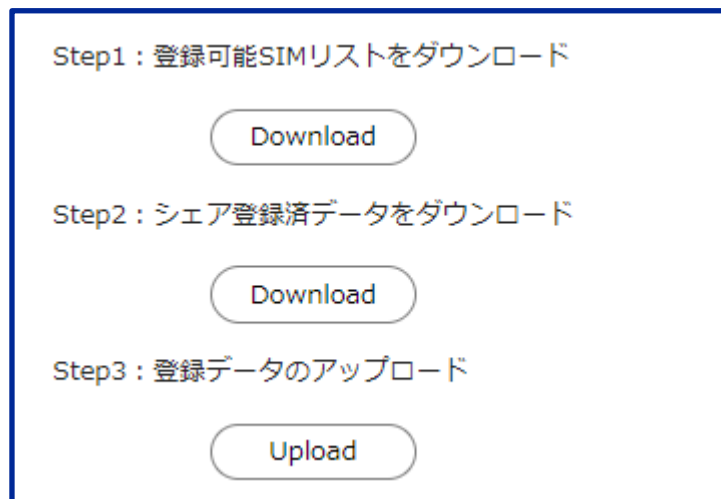 Step1：登録可能SIMリストをダウンロード
Download
Step2：シェア登録済データをダウンロード
Download
Step3：登録データのアップロード
Upload